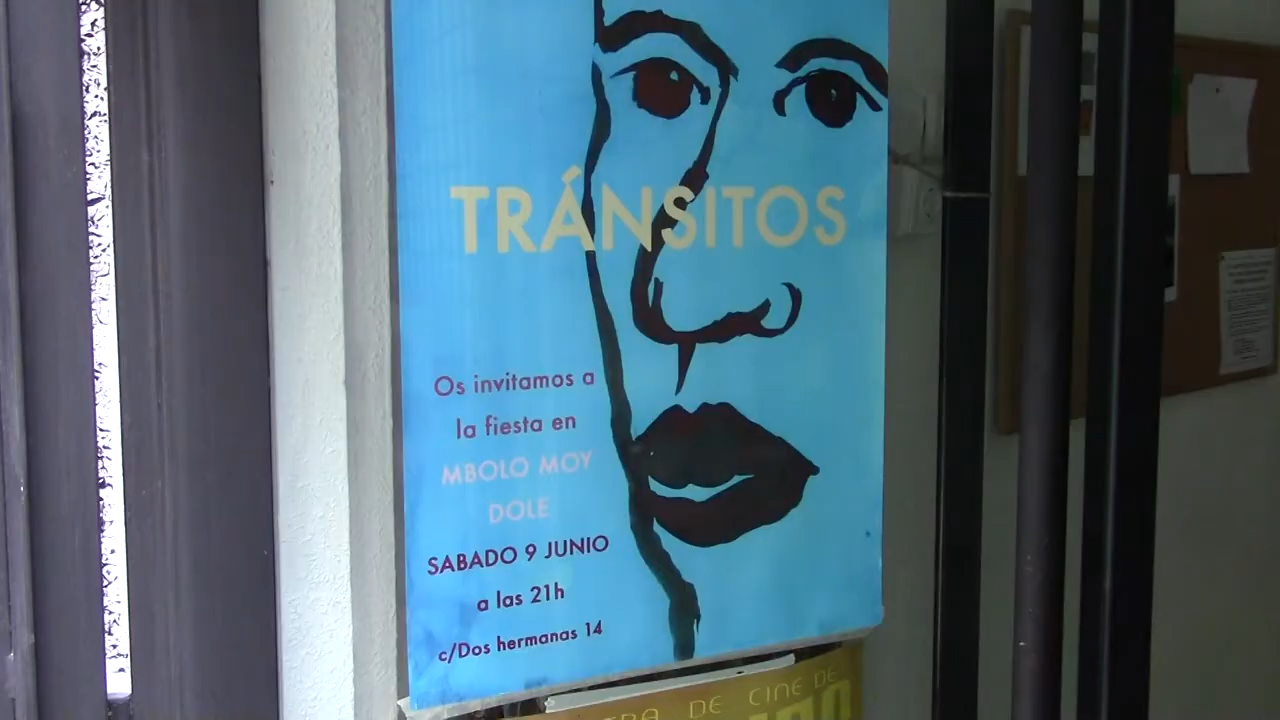 TRÁNSITOS
Os invitamos a
la fiesta en
MBOLO MOY
DOLE
SABADO 9 JUNIO
a las 21h
c/Dos hermanas 14
DE CINE DE